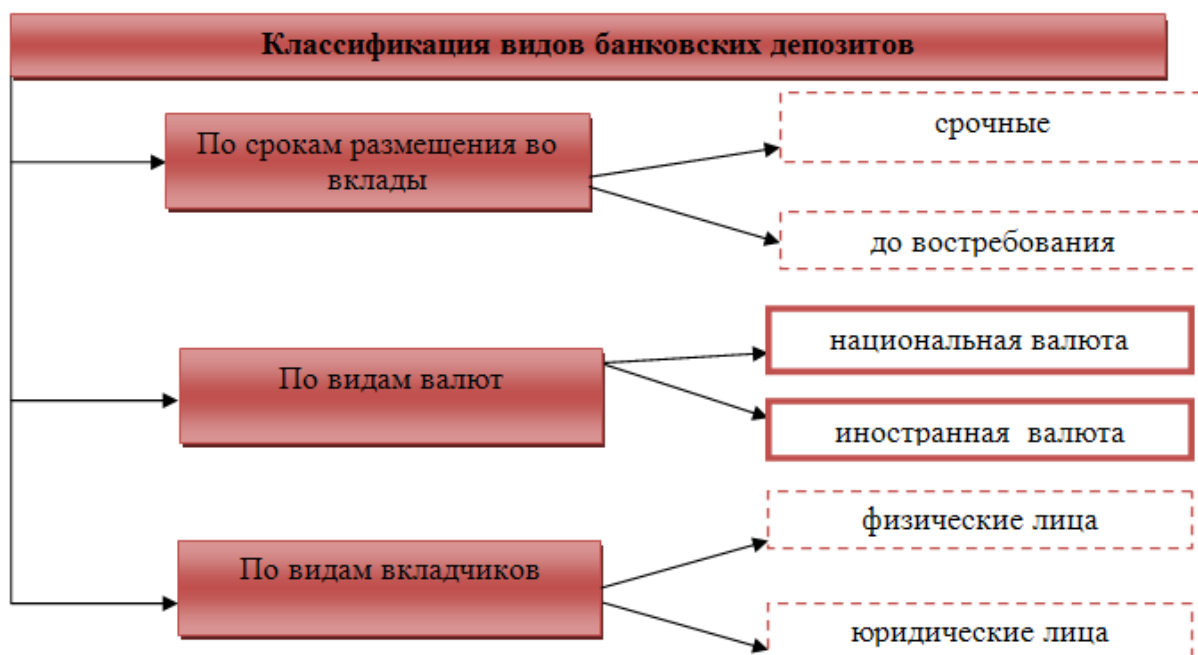 Классификация видов банковских депозитов
По срокам размещения во
вклады
срочные
до востребования
По видам валют
национальная валюта
иностранная валюта
По видам вкладчиков
физические лица
юридические лица